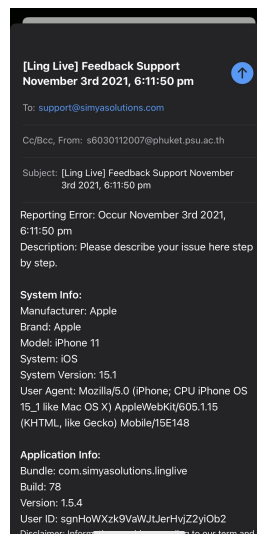 [Ling Live] Feedback Support
November 3rd 2021, 6:11:50 pm
To: support@simyasolutions.com
Cc/Bcc, From: s6030112007@phuket.psu.ac.th
Subject: [Ling Live] Feedback Support November
3rd 2021, 6:11:50 pm
Reporting Error: Occur November 3rd 2021,
6:11:50 pm
Description: Please describe your issue here step
by step.
System Info:
Manufacturer: Apple
Brand: Apple
Model: iPhone 11
System: iOS
System Version: 15.1
User Agent: Mozilla/5.0 (iPhone; CPU iPhone OS
15_1 like Mac OS X) AppleWebKit/605.1.15
(KHTML, like Gecko) Mobile/15E148
Application Info:
Bundle: com.simyasolutions.linglive
Build: 78
Version: 1.5.4
User ID: sgnHoWXzk9VaWJtJerHvjZ2yiOb2